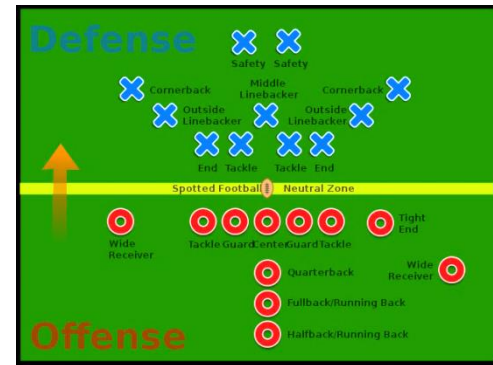 Defense
Safety Safety
Cornerback
Middle
Linebacker
Cornerback
Outside
Linebacker
Outside
Linebacker
End Tackle Tackle End
Spotted Football Neutral Zone
Wide
Receiver
Tackle Guard Center Guard Tackle
Tight
End
Quarterback
Wide
Receiver
Fullback/Running Back
Halfback/Running Back
Offense